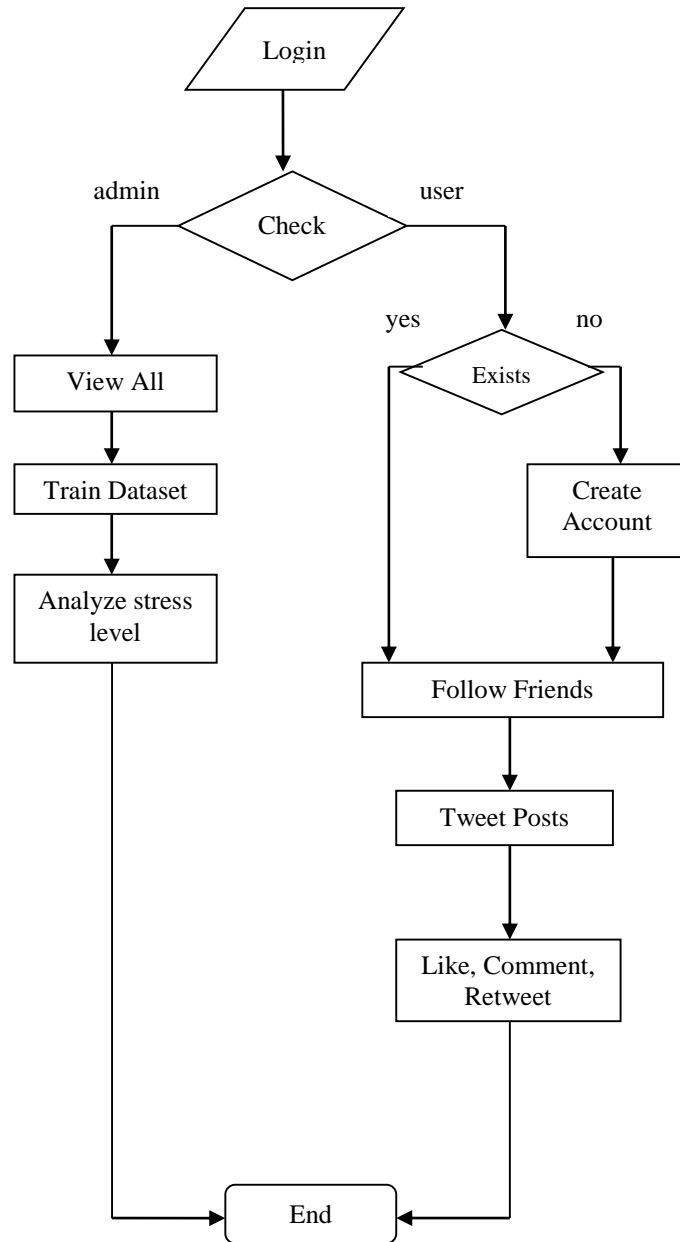 Login
admin
user
Check
yes
no
View All
Exists
Train Dataset
Create
Account
Analyze stress
level
Follow Friends
Tweet Posts
Like, Comment,
Retweet
End